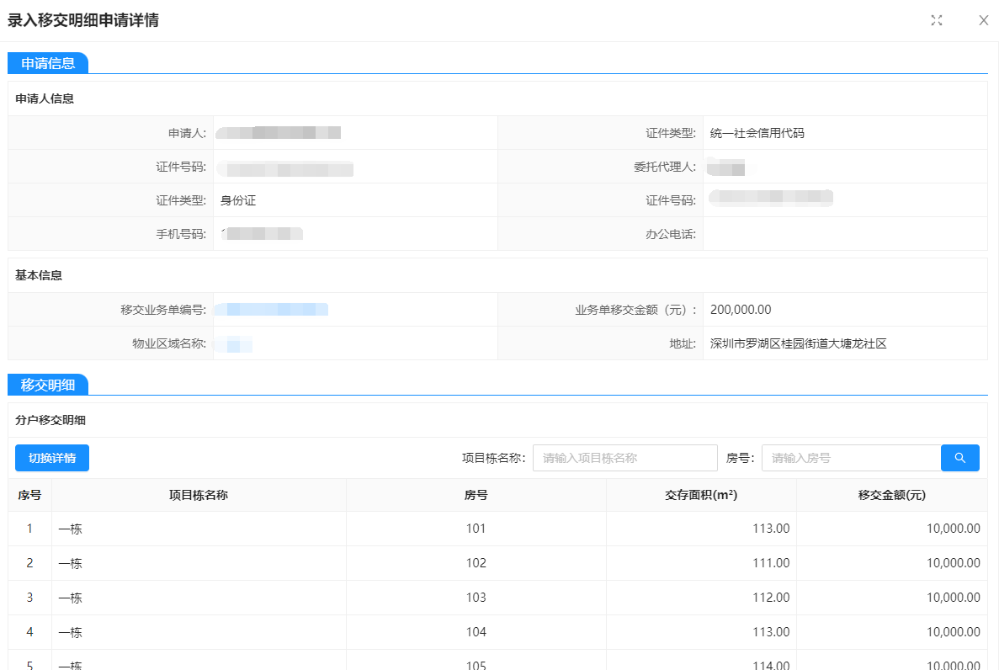 录入移交明细申请详情
申请信息
申请人信息
申请人:
证件类型: 统一社会信用代码
证件号码:
委托代理人:
证件类型: 身份证
证件号码:
手机号码:
办公电话:
基本信息
移交业务单编号:
业务单移交金额（元）: 200,000.00
物业区域名称:
地址: 深圳市罗湖区桂园街道大塘龙社区
移交明细
分户移交明细
切换详情 项目栋名称: 请输入项目栋名称 房号: 请输入房号
序号 项目栋名称 房号 交存面积(m²) 移交金额(元)
1 一栋 101 113.00 10,000.00
2 一栋 102 111.00 10,000.00
3 一栋 103 112.00 10,000.00
4 一栋 104 113.00 10,000.00
5 一栋 105 114.00 10,000.00